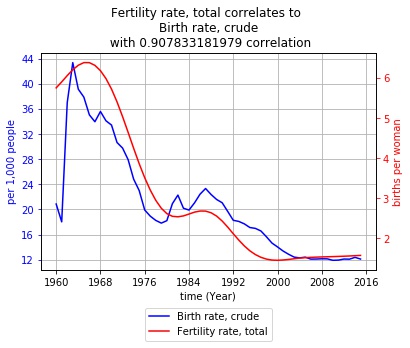 Fertility rate, total correlates to
Birth rate, crude
with 0.907833181979 correlation
44
40
36
32
28
24
20
16
12
per 1,000 people
6
5
4
3
2
births per woman
1960 1968 1976 1984 1992 2000 2008 2016
time (Year)
Birth rate, crude
Fertility rate, total